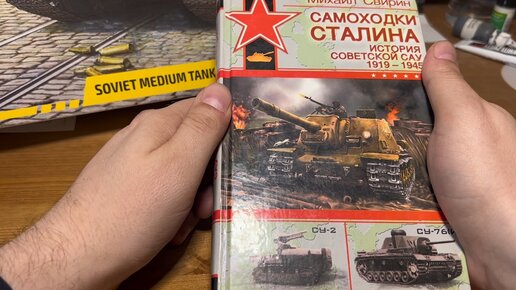 Михаил Свирин
САМОХОДКИ
СТАЛИНА
ИСТОРИЯ
СОВЕТСКОЙ САУ
1919 – 1945
SOVIET MEDIUM TANK
СУ-2
СУ-76И